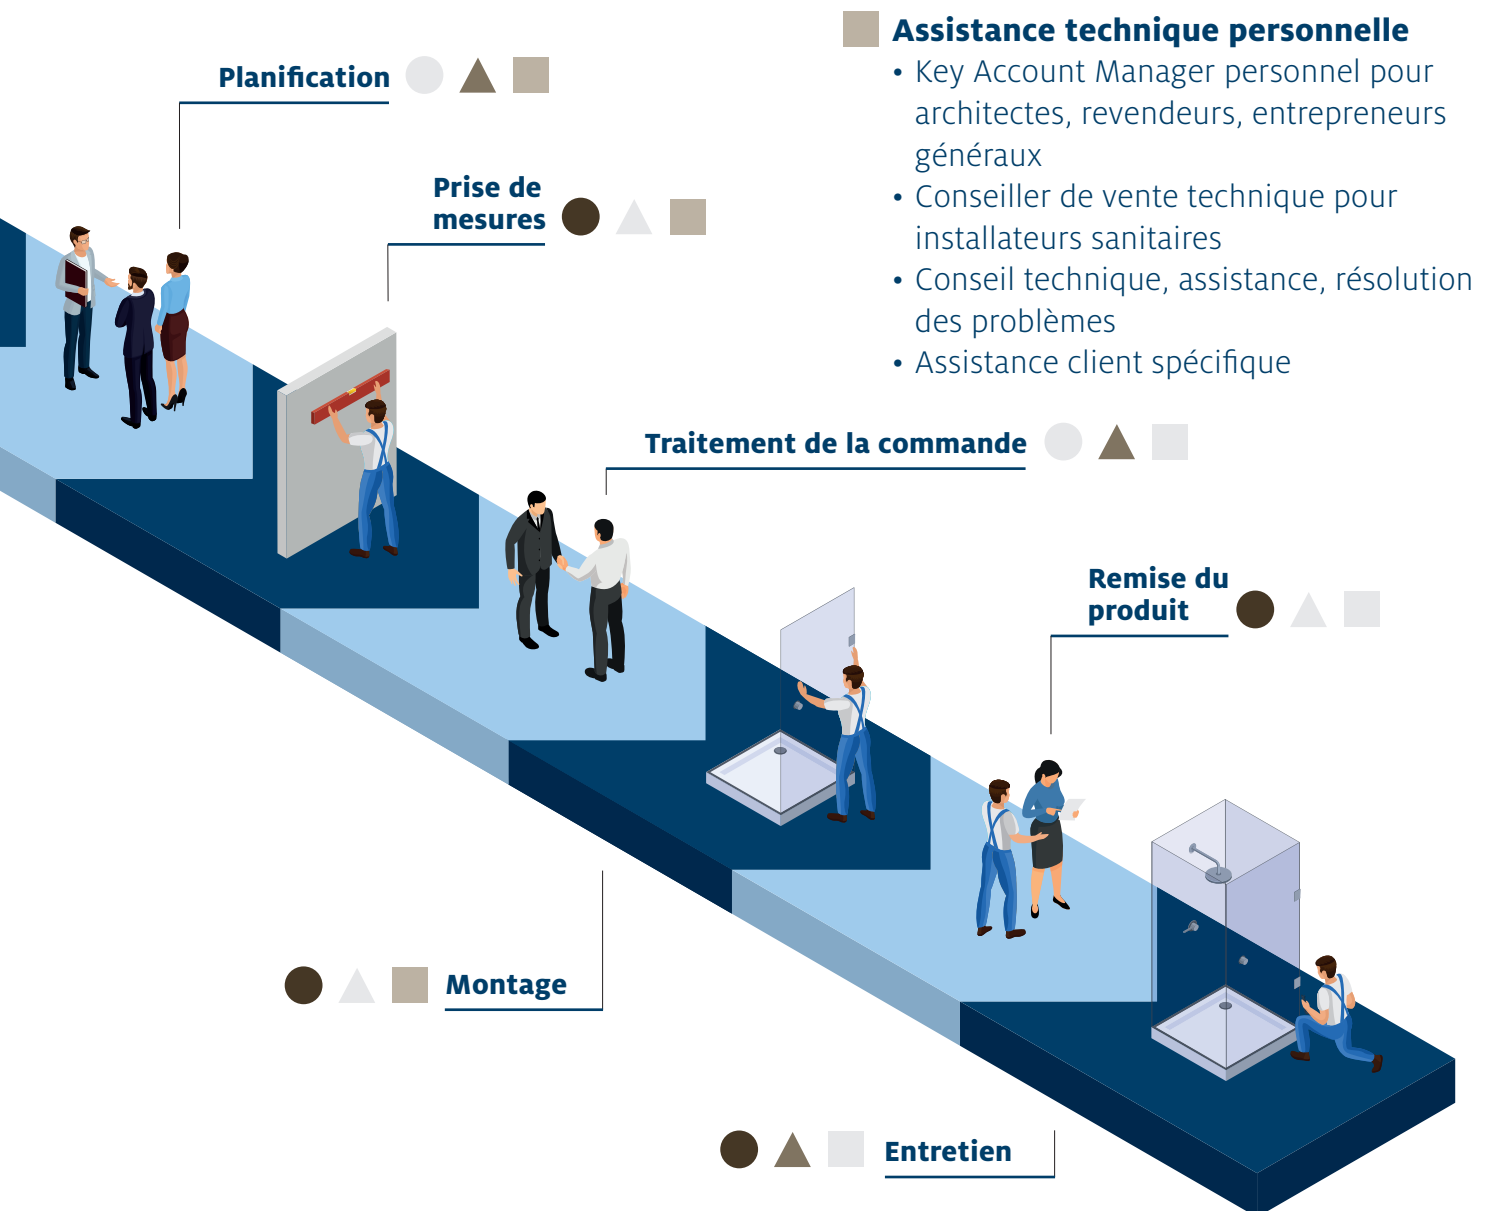 Assistance technique personnelle
• Key Account Manager personnel pour
architectes, revendeurs, entrepreneurs
généraux
• Conseiller de vente technique pour
installateurs sanitaires
• Conseil technique, assistance, résolution
des problèmes
• Assistance client spécifique
Planification
Prise de
mesures
Traitement de la commande
Remise du
produit
Montage
Entretien